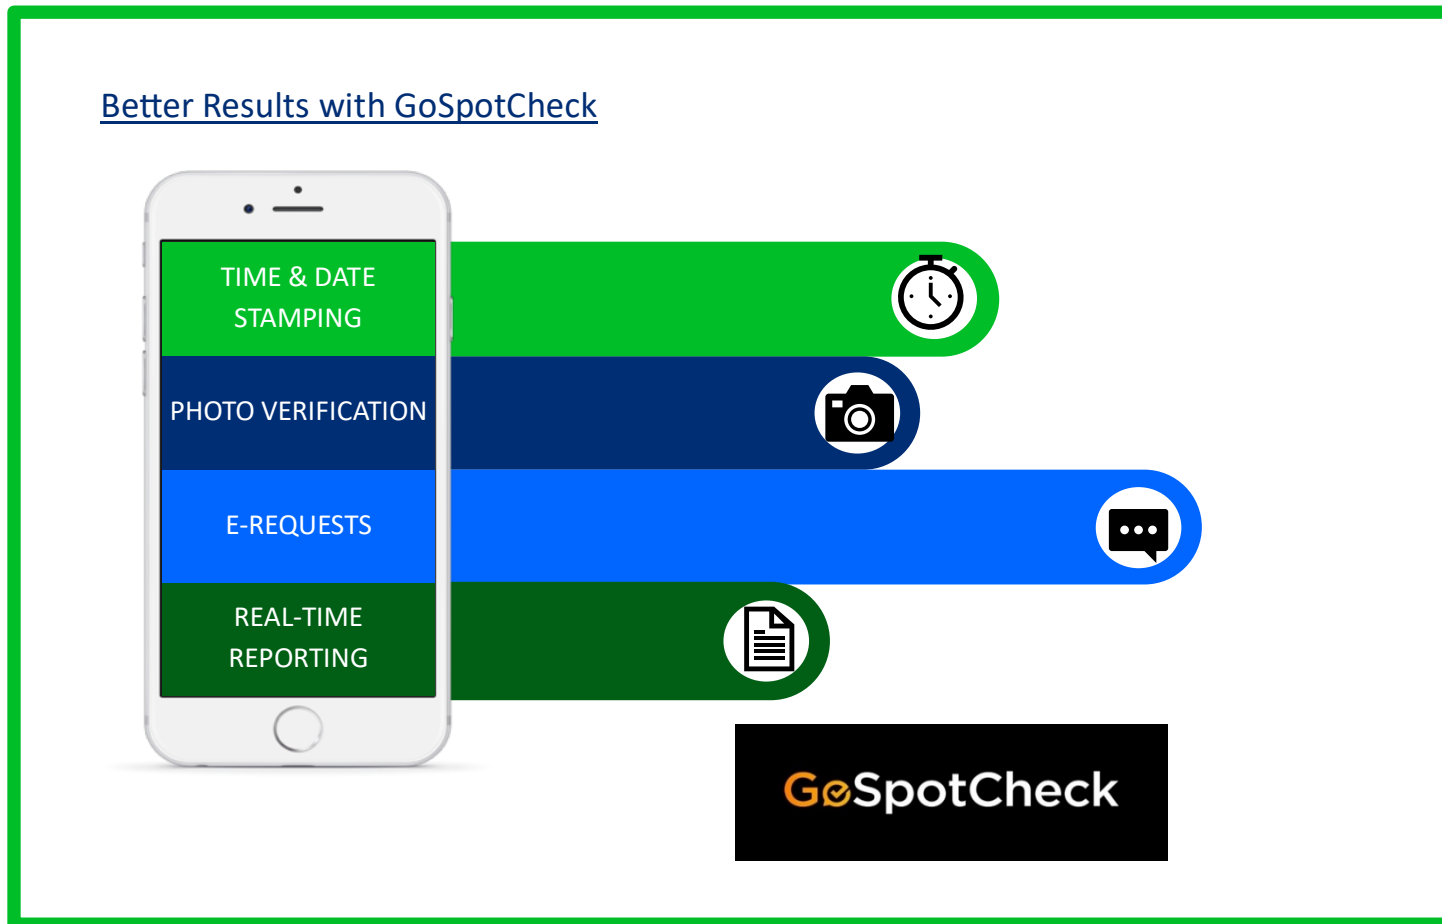 Better Results with GoSpotCheck
TIME & DATE
STAMPING
PHOTO VERIFICATION
E-REQUESTS
REAL-TIME
REPORTING
GoSpotCheck